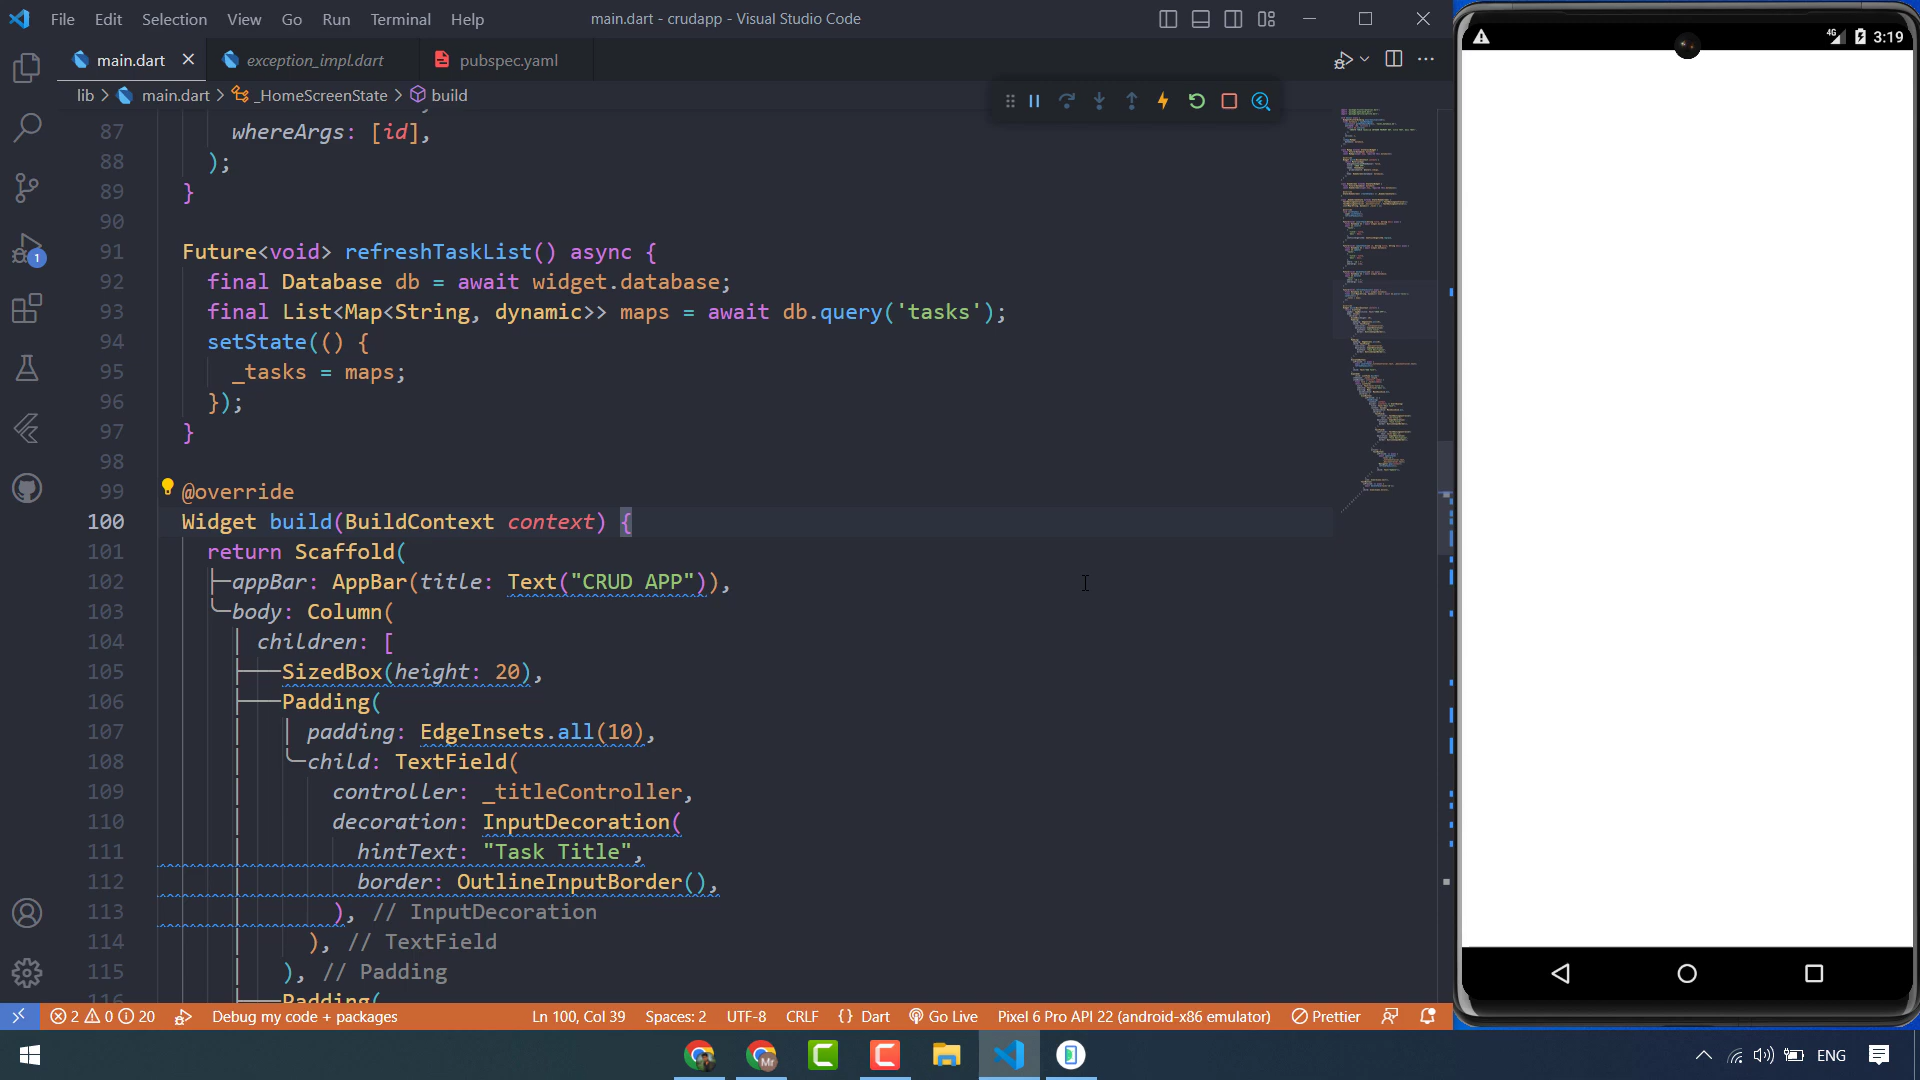 File Edit Selection View Go Run Terminal Help
main.dart - crudapp - Visual Studio Code
main.dart
exception_impl.dart
pubspec.yaml
lib > main.dart > _HomeScreenState > build
87 whereArgs: [id],
88 );
89 }
90
91 Future<void> refreshTaskList() async {
92 final Database db = await widget.database;
93 final List<Map<String, dynamic>> maps = await db.query('tasks');
94 setState(() {
95 _tasks = maps;
96 });
97 }
98
99 @override
100 Widget build(BuildContext context) {
101 return Scaffold(
102 appBar: AppBar(title: Text("CRUD APP")),
103 body: Column(
104 children: [
105 SizedBox(height: 20),
106 Padding(
107 padding: EdgeInsets.all(10),
108 child: TextField(
109 controller: _titleController,
110 decoration: InputDecoration(
111 hintText: "Task Title",
112 border: OutlineInputBorder(),
113 ), // InputDecoration
114 ), // TextField
115 ), // Padding
116 Padding(
1
2 0 20 Debug my code + packages
Ln 100, Col 39 Spaces: 2 UTF-8 CRLF {} Dart Go Live Pixel 6 Pro API 22 (android-x86 emulator) Prettier
4G 3:19
Mr
ENG